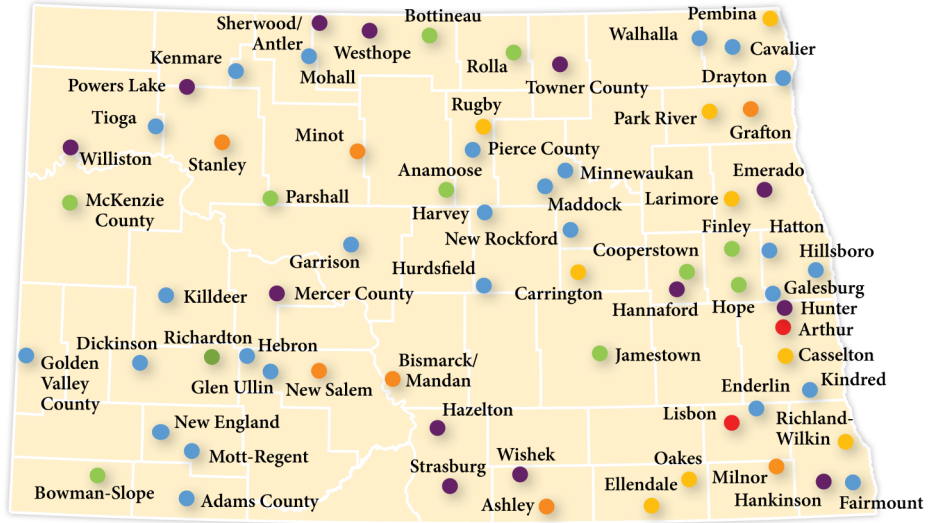 Pembina
Bottineau
Sherwood/
Antler
Westhope
Walhalla
Cavalier
Kenmare
Mohall
Rolla
Towner County
Drayton
Powers Lake
Rugby
Park River
Grafton
Tioga
Minot
Pierce County
Williston
Stanley
Anamoose
Minnewaukan
Emerado
McKenzie
County
Parshall
Maddock
Larimore
Harvey
New Rockford
Finley
Hatton
Garrison
Cooperstown
Hillsboro
Hurdsfield
Carrington
Killdeer
Mercer County
Hannaford
Hope
Galesburg
Hunter
Arthur
Dickinson
Richardton
Hebron
Jamestown
Casselton
Golden
Valley
County
Glen Ullin
New Salem
Bismarck/
Mandan
Enderlin
Kindred
Hazelton
Lisbon
Richland-
Wilkin
New England
Mott-Regent
Strasburg
Wishek
Oakes
Bowman-Slope
Adams County
Ashley
Ellendale
Milnor
Hankinson
Fairmount